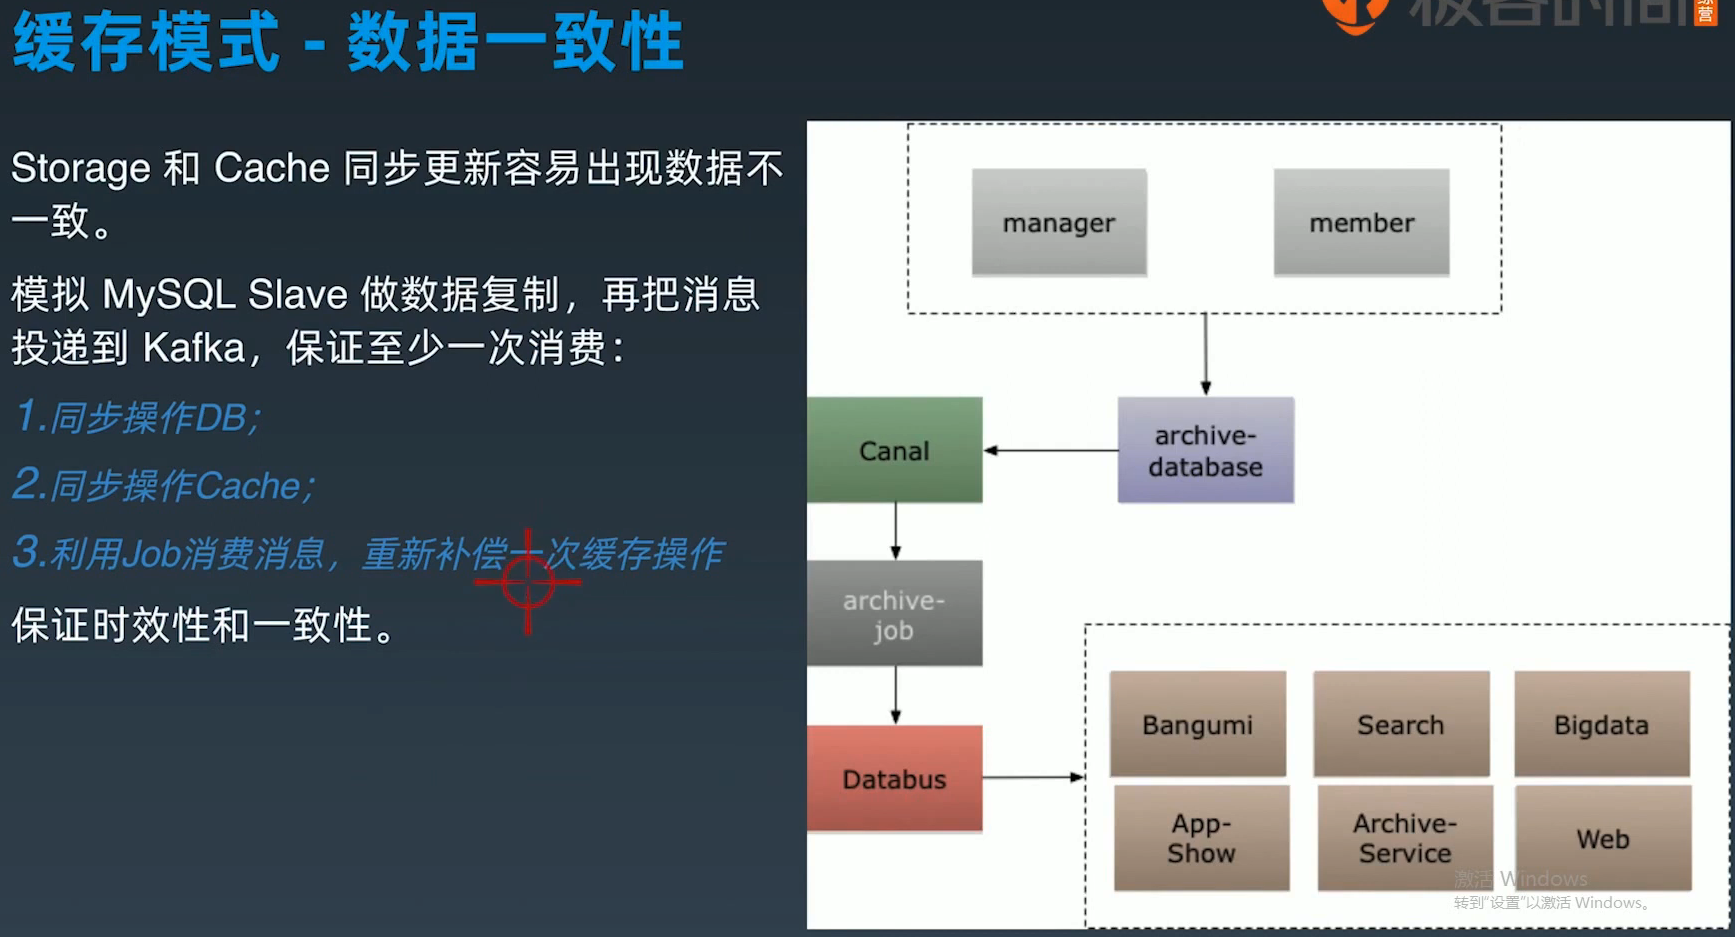 缓存模式 - 数据一致性
Storage 和 Cache 同步更新容易出现数据不
一致。
模拟 MySQL Slave 做数据复制，再把消息
投递到 Kafka，保证至少一次消费：
1.同步操作DB；
2.同步操作Cache；
3.利用Job消费消息，重新补偿一次缓存操作
保证时效性和一致性。
manager
member
archive-
database
Canal
archive-
job
Databus
Bangumi
Search
Bigdata
App-
Show
Archive-
Service
Web
激活 Windows
转到“设置”以激活 Windows。